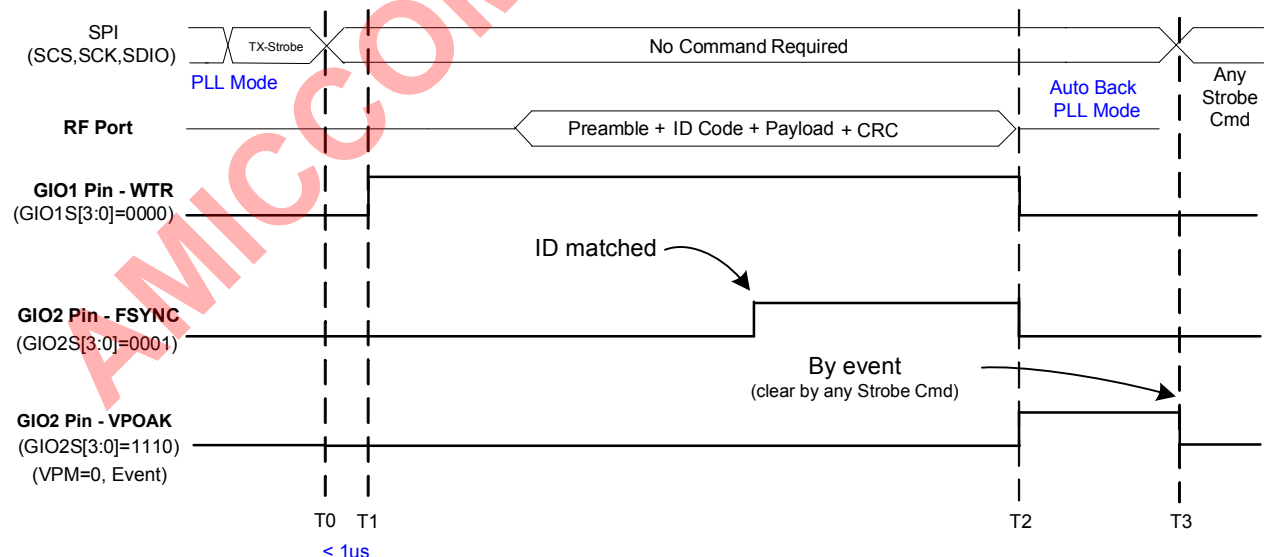 SPI
(SCS,SCK,SDIO)
TX-Strobe
No Command Required
PLL Mode
Auto Back
PLL Mode
Any
Strobe
Cmd
RF Port
Preamble + ID Code + Payload + CRC
GIO1 Pin - WTR
(GIO1S[3:0]=0000)
ID matched
GIO2 Pin - FSYNC
(GIO2S[3:0]=0001)
By event
(clear by any Strobe Cmd)
GIO2 Pin - VPOAK
(GIO2S[3:0]=1110)
(VPM=0, Event)
T0 T1 T2 T3
< 1us
AMICCOM